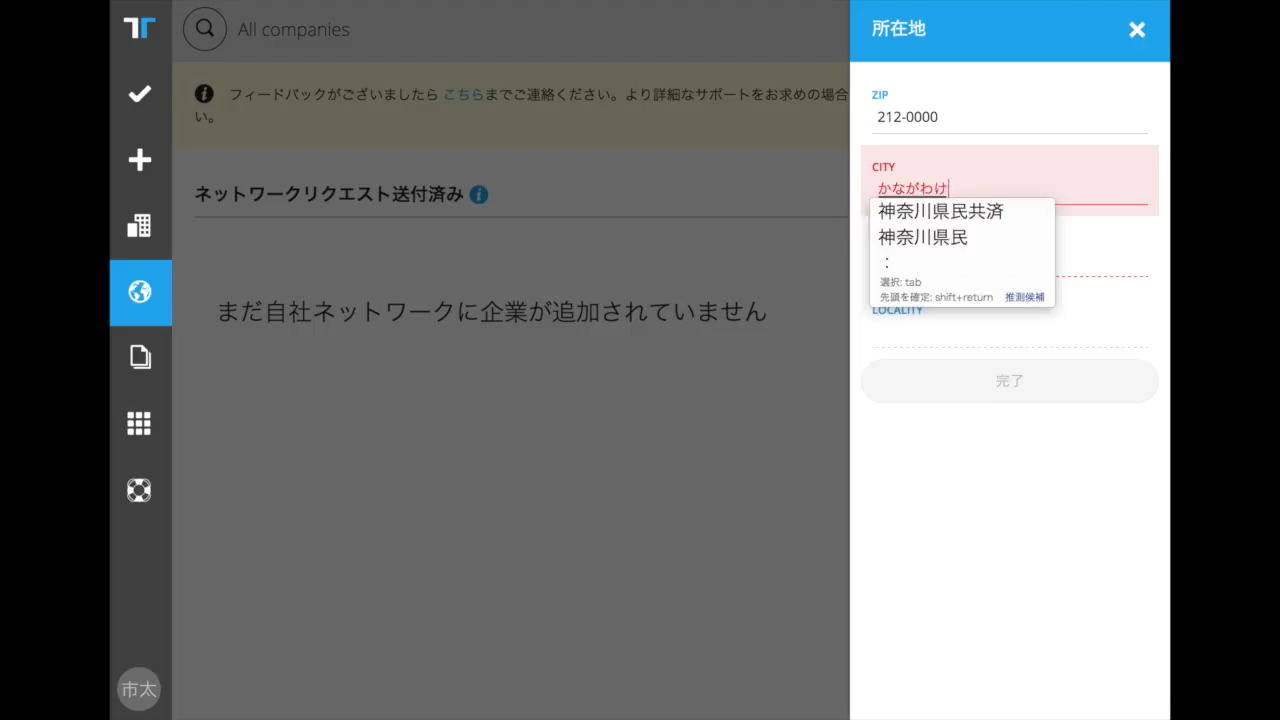 All companies
フィードバックがございましたら こちらまでご連絡ください。より詳細なサポートをお求めの場合
い。
ネットワークリクエスト送付済み
まだ自社ネットワークに企業が追加されていません
市太
所在地
ZIP
212-0000
CITY
かながわけ
神奈川県民共済
神奈川県民
:
選択: tab
先頭を確定: shift+return 推測候補
LOCALITY
完了